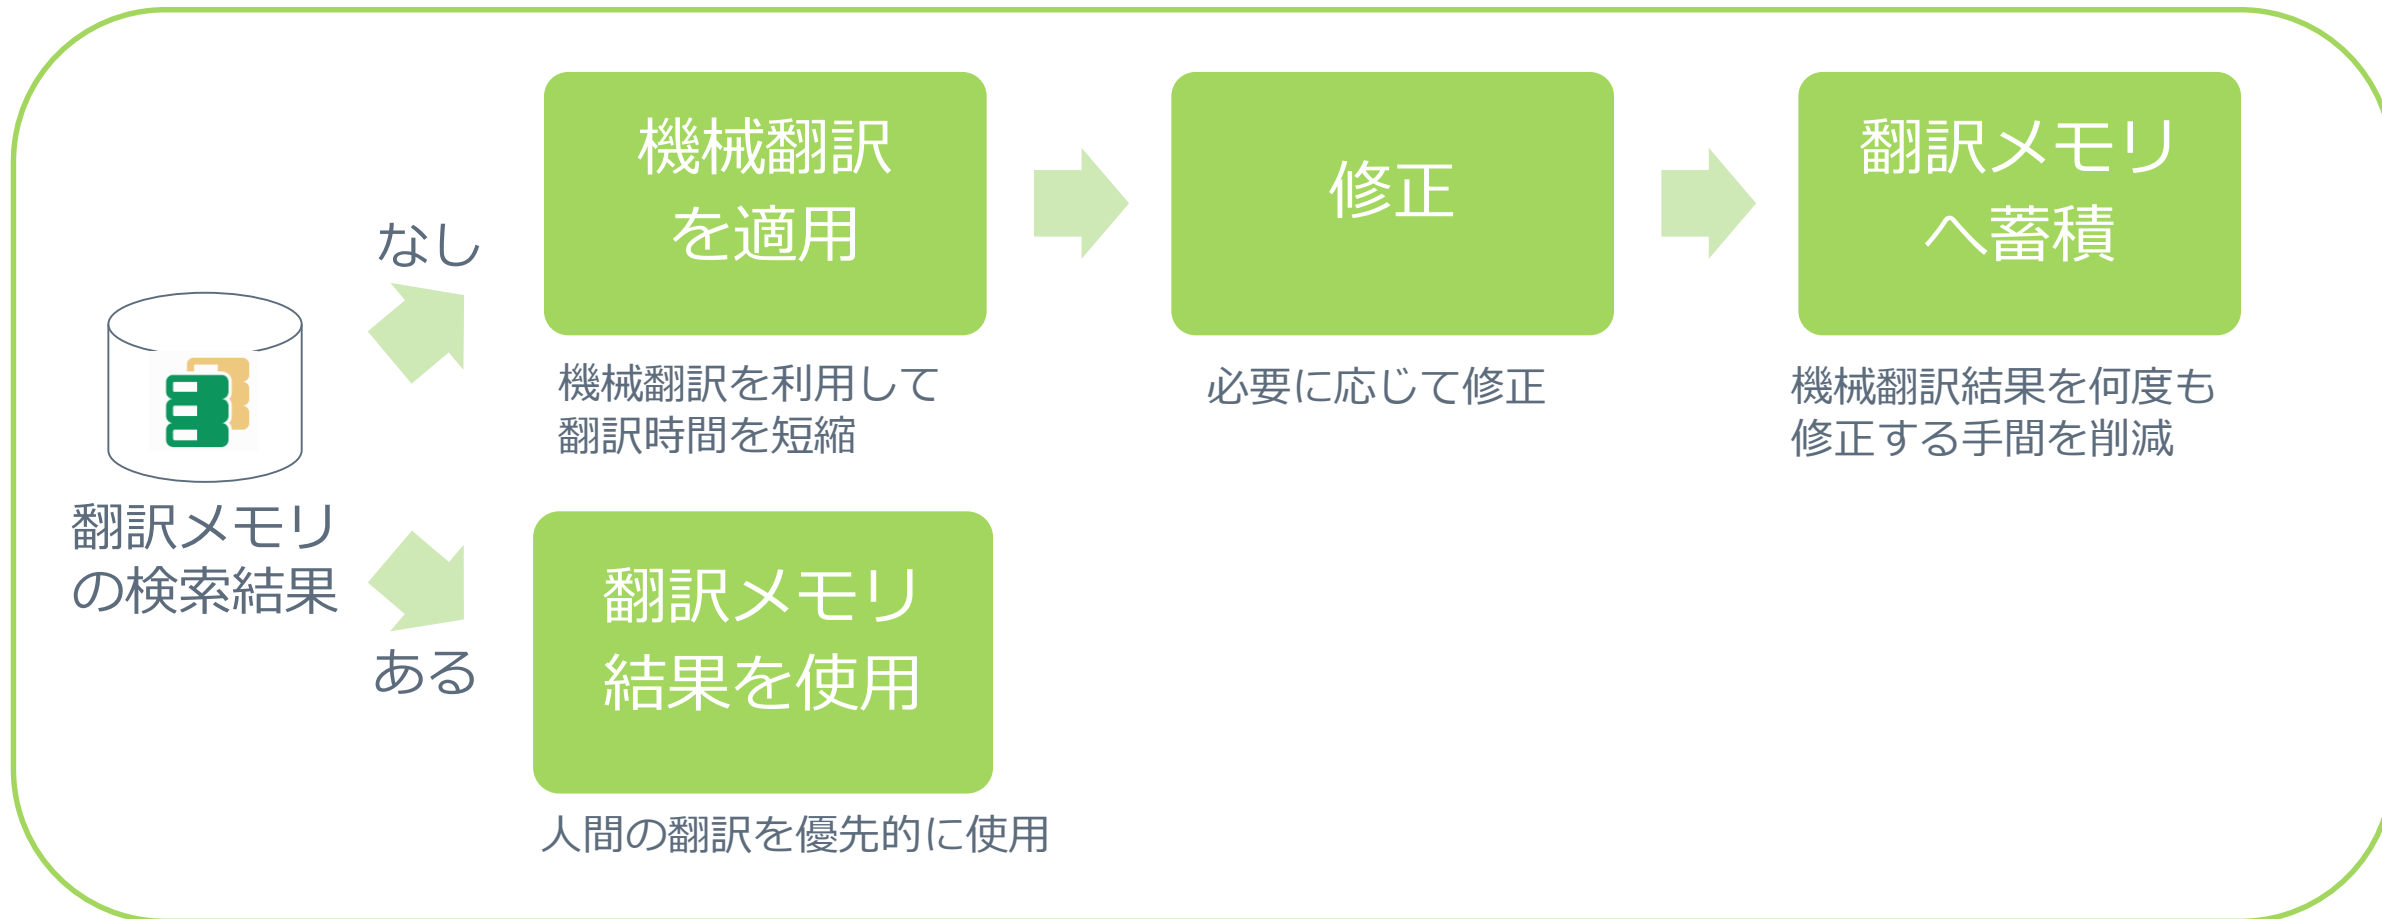 翻訳メモリ
の検索結果
なし
機械翻訳
を適用
機械翻訳を利用して
翻訳時間を短縮
修正
必要に応じて修正
翻訳メモリ
へ蓄積
機械翻訳結果を何度も
修正する手間を削減
ある
翻訳メモリ
結果を使用
人間の翻訳を優先的に使用